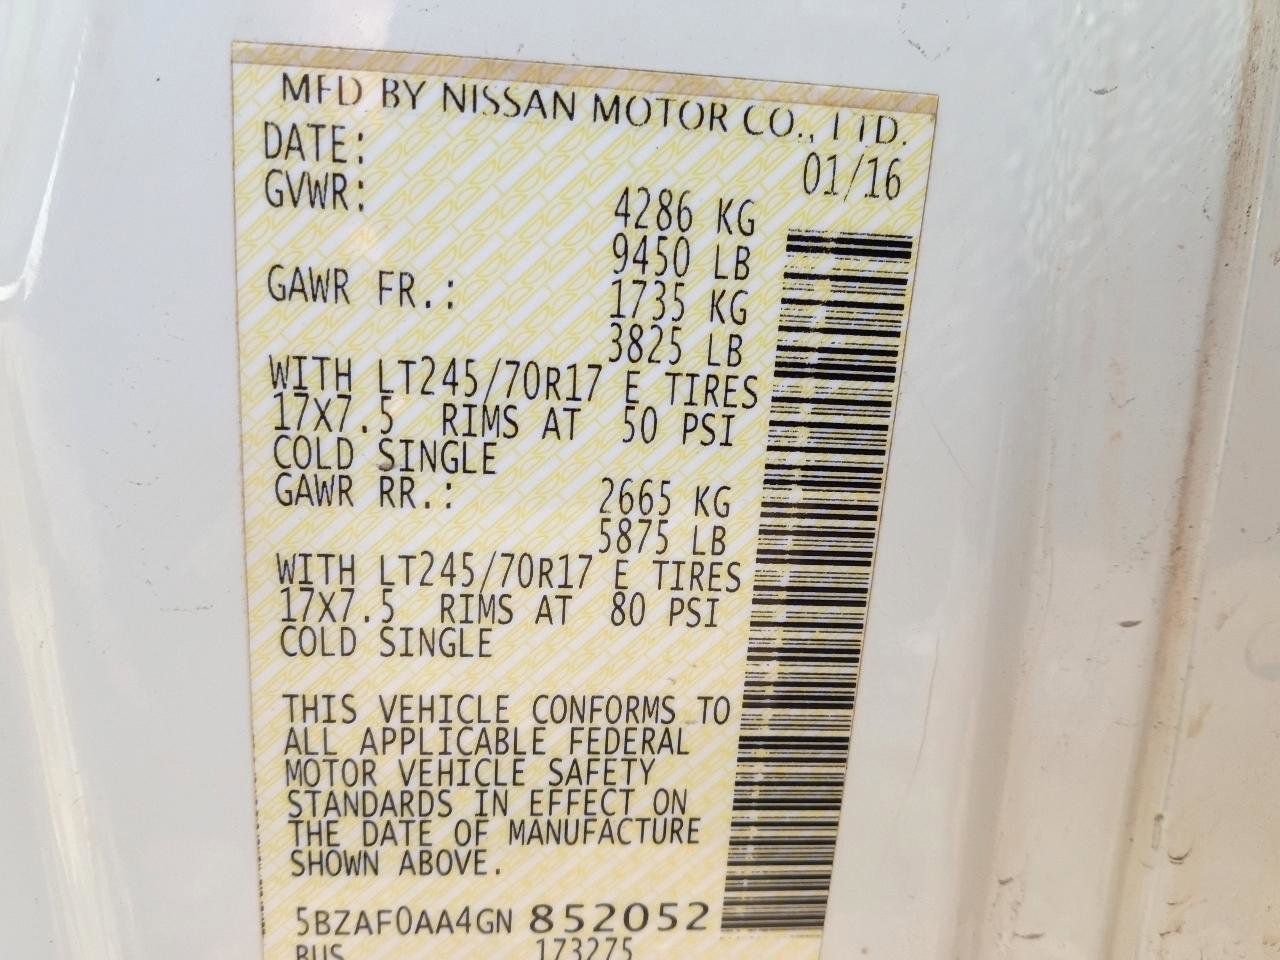 MFD BY NISSAN MOTOR CO., LTD.
DATE: 01/16
GVWR: 4286 KG
9450 LB
GAWR FR.: 1735 KG
3825 LB
WITH LT245/70R17 E TIRES
17X7.5 RIMS AT 50 PSI
COLD SINGLE
GAWR RR.: 2665 KG
5875 LB
WITH LT245/70R17 E TIRES
17X7.5 RIMS AT 80 PSI
COLD SINGLE
THIS VEHICLE CONFORMS TO
ALL APPLICABLE FEDERAL
MOTOR VEHICLE SAFETY
STANDARDS IN EFFECT ON
THE DATE OF MANUFACTURE
SHOWN ABOVE.
5BZAF0AA4GN 852052
BUS 173275